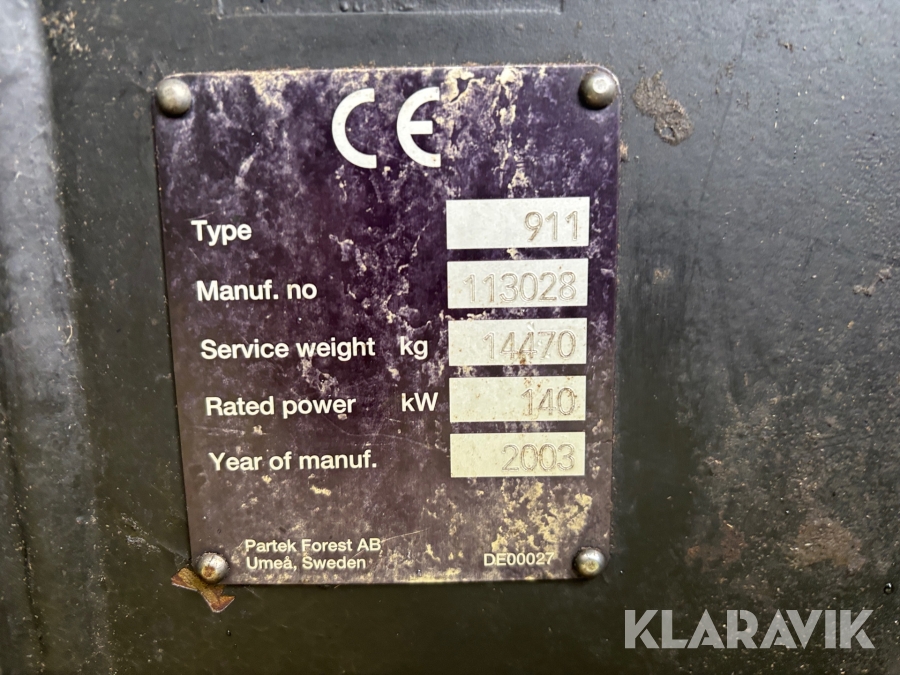 CE
Type 911
Manuf. no 113028
Service weight kg 14470
Rated power kW 140
Year of manuf. 2003
Partek Forest AB
Umeå, Sweden DE00027
KLARAVIK